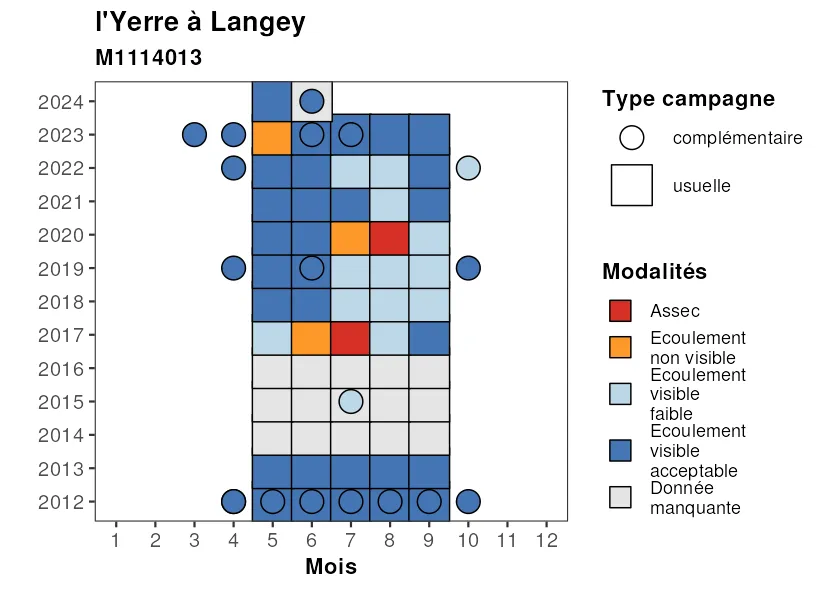 l'Yerre à Langey
M1114013
2024
2023
2022
2021
2020
2019
2018
2017
2016
2015
2014
2013
2012
1 2 3 4 5 6 7 8 9 10 11 12
Mois
Type campagne
complémentaire
usuelle
Modalités
Assec
Ecoulement
non visible
Ecoulement
visible
faible
Ecoulement
visible
acceptable
Donnée
manquante